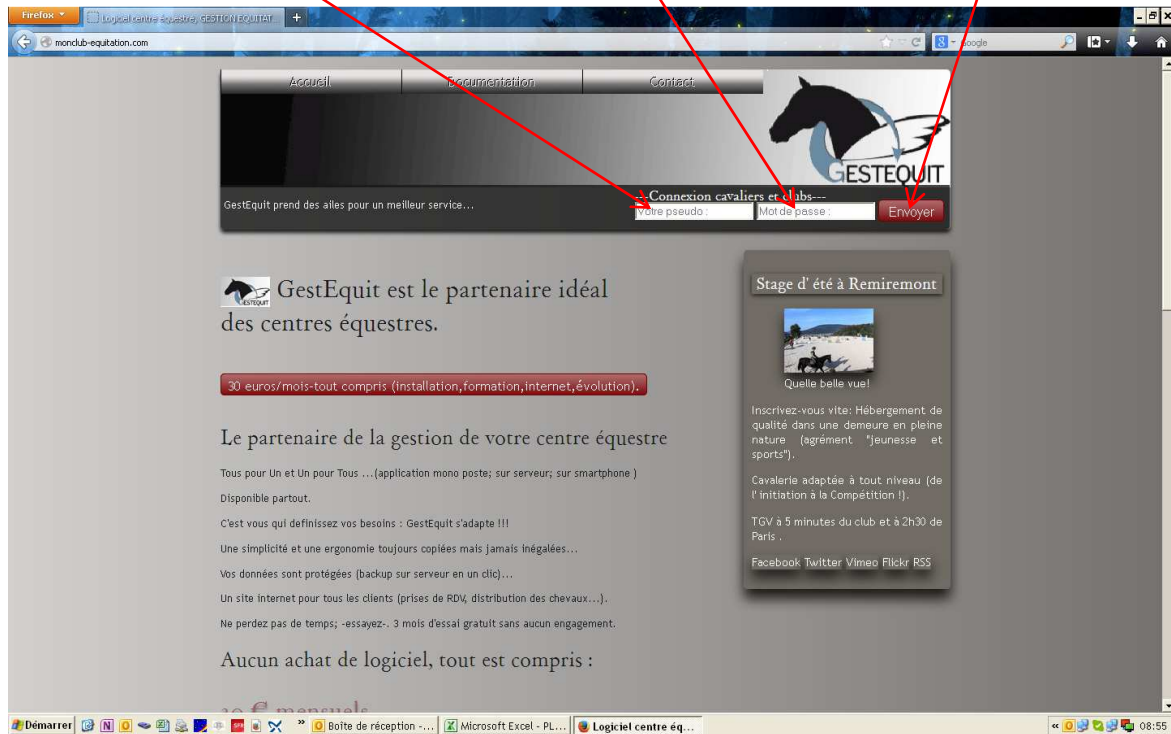 Firefox
Logiciel centre équestre, GESTION EQUITAT...
monclub-equitation.com
Google
Accueil Documentation Contact
GESTEQUIT
---Connexion cavaliers et clubs---
GestEquit prend des ailes pour un meilleur service...
Votre pseudo : Mot de passe : Envoyer
GestEquit est le partenaire idéal
des centres équestres.
30 euros/mois-tout compris (installation,formation,internet,évolution).
Le partenaire de la gestion de votre centre équestre
Tous pour Un et Un pour Tous ...(application mono poste; sur serveur; sur smartphone )
Disponible partout.
C'est vous qui definissez vos besoins : GestEquit s'adapte !!!
Une simplicité et une ergonomie toujours copiées mais jamais inégalées...
Vos données sont protégées (backup sur serveur en un clic)...
Un site internet pour tous les clients (prises de RDV, distribution des chevaux...).
Ne perdez pas de temps; -essayez-. 3 mois d'essai gratuit sans aucun engagement.
Aucun achat de logiciel, tout est compris :
30 € mensuels
Stage d' été à Remiremont
Quelle belle vue!
Inscrivez-vous vite: Hébergement de
qualité dans une demeure en pleine
nature (agrément "jeunesse et
sports").
Cavalerie adaptée à tout niveau (de
l' initiation à la Compétition !).
TGV à 5 minutes du club et à 2h30 de
Paris .
Facebook Twitter Vimeo Flickr RSS
Démarrer
Boîte de réception -...
Microsoft Excel - PL...
Logiciel centre éq...
08:55